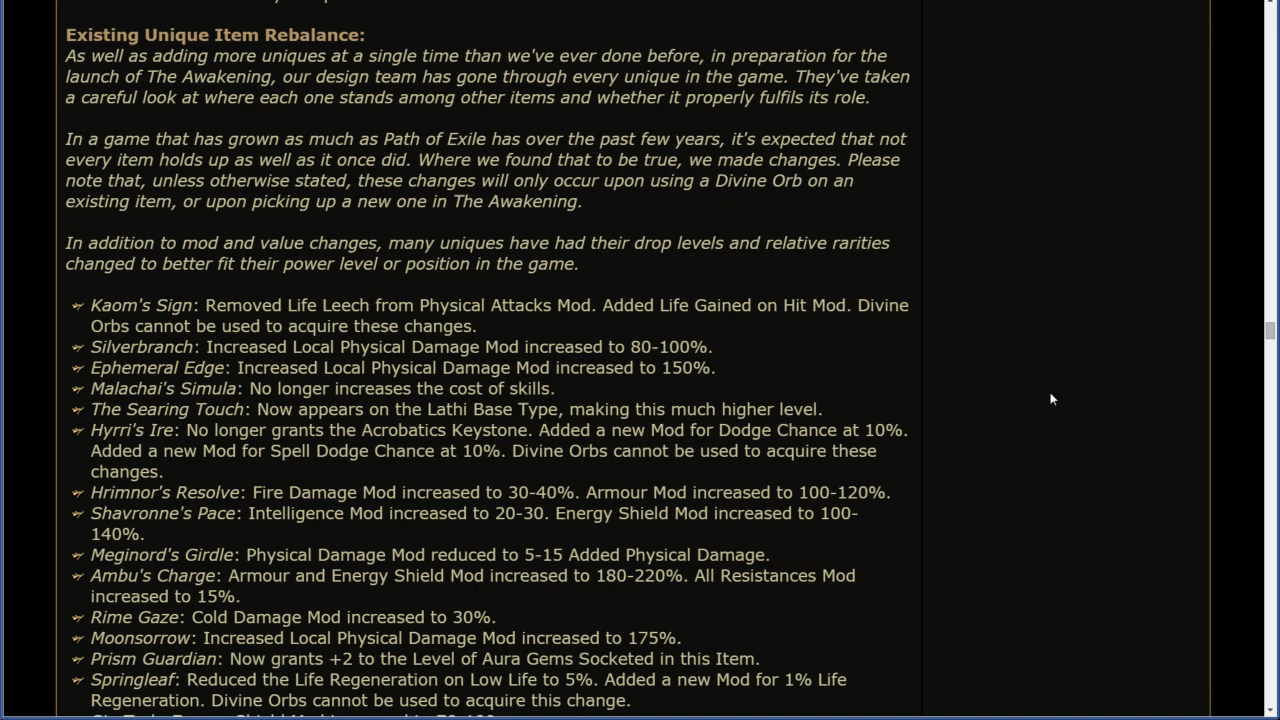 Existing Unique Item Rebalance:
As well as adding more uniques at a single time than we've ever done before, in preparation for the
launch of The Awakening, our design team has gone through every unique in the game. They've taken
a careful look at where each one stands among other items and whether it properly fulfils its role.
In a game that has grown as much as Path of Exile has over the past few years, it's expected that not
every item holds up as well as it once did. Where we found that to be true, we made changes. Please
note that, unless otherwise stated, these changes will only occur upon using a Divine Orb on an
existing item, or upon picking up a new one in The Awakening.
In addition to mod and value changes, many uniques have had their drop levels and relative rarities
changed to better fit their power level or position in the game.
Kaom's Sign: Removed Life Leech from Physical Attacks Mod. Added Life Gained on Hit Mod. Divine
Orbs cannot be used to acquire these changes.
Silverbranch: Increased Local Physical Damage Mod increased to 80-100%.
Ephemeral Edge: Increased Local Physical Damage Mod increased to 150%.
Malachai's Simula: No longer increases the cost of skills.
The Searing Touch: Now appears on the Lathi Base Type, making this much higher level.
Hyrri's Ire: No longer grants the Acrobatics Keystone. Added a new Mod for Dodge Chance at 10%.
Added a new Mod for Spell Dodge Chance at 10%. Divine Orbs cannot be used to acquire these
changes.
Hrimnor's Resolve: Fire Damage Mod increased to 30-40%. Armour Mod increased to 100-120%.
Shavronne's Pace: Intelligence Mod increased to 20-30. Energy Shield Mod increased to 100-
140%.
Meginord's Girdle: Physical Damage Mod reduced to 5-15 Added Physical Damage.
Ambu's Charge: Armour and Energy Shield Mod increased to 180-220%. All Resistances Mod
increased to 15%.
Rime Gaze: Cold Damage Mod increased to 30%.
Moonsorrow: Increased Local Physical Damage Mod increased to 175%.
Prism Guardian: Now grants +2 to the Level of Aura Gems Socketed in this Item.
Springleaf: Reduced the Life Regeneration on Low Life to 5%. Added a new Mod for 1% Life
Regeneration. Divine Orbs cannot be used to acquire this change.